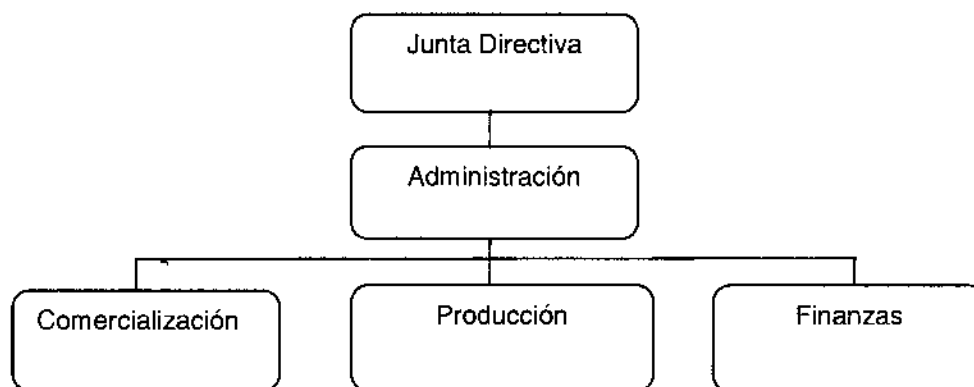 Junta Directiva
Administración
Comercialización
Producción
Finanzas